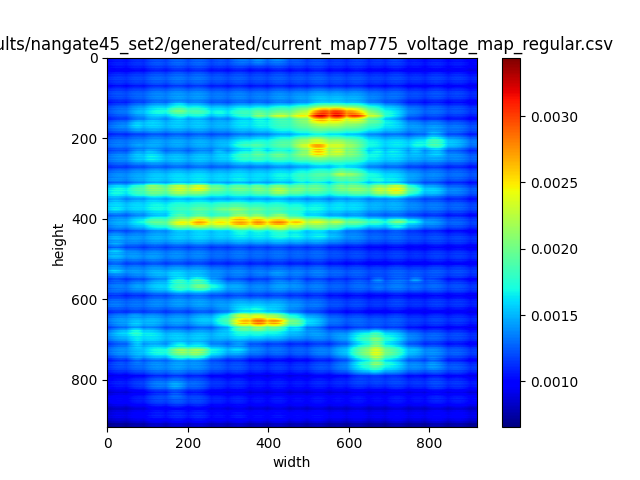 ults/nangate45_set2/generated/current_map775_voltage_map_regular.csv
0
200
400
600
800
height
0 200 400 600 800
width
0.0030
0.0025
0.0020
0.0015
0.0010